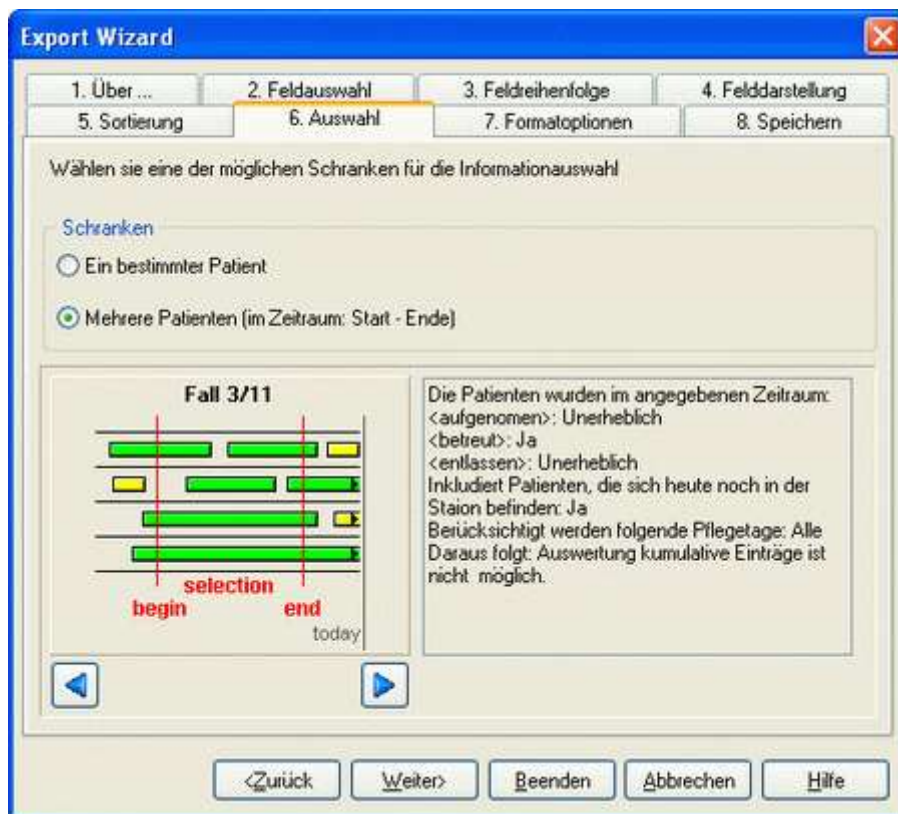 Export Wizard
1. Über ...
2. Feldauswahl
3. Feldreihenfolge
4. Felddarstellung
5. Sortierung
6. Auswahl
7. Formatoptionen
8. Speichern
Wählen sie eine der möglichen Schranken für die Informationauswahl
Schranken
Ein bestimmter Patient
Mehrere Patienten (im Zeitraum: Start - Ende)
Fall 3/11
selection
begin
end
today
Die Patienten wurden im angegebenen Zeitraum:
<aufgenomen>: Unerheblich
<betreut>: Ja
<entlassen>: Unerheblich
Inkludiert Patienten, die sich heute noch in der
Staion befinden: Ja
Berücksichtigt werden folgende Pflegetage: Alle
Daraus folgt: Auswertung kumulative Einträge ist
nicht möglich.
<Zurück
Weiter>
Beenden
Abbrechen
Hilfe